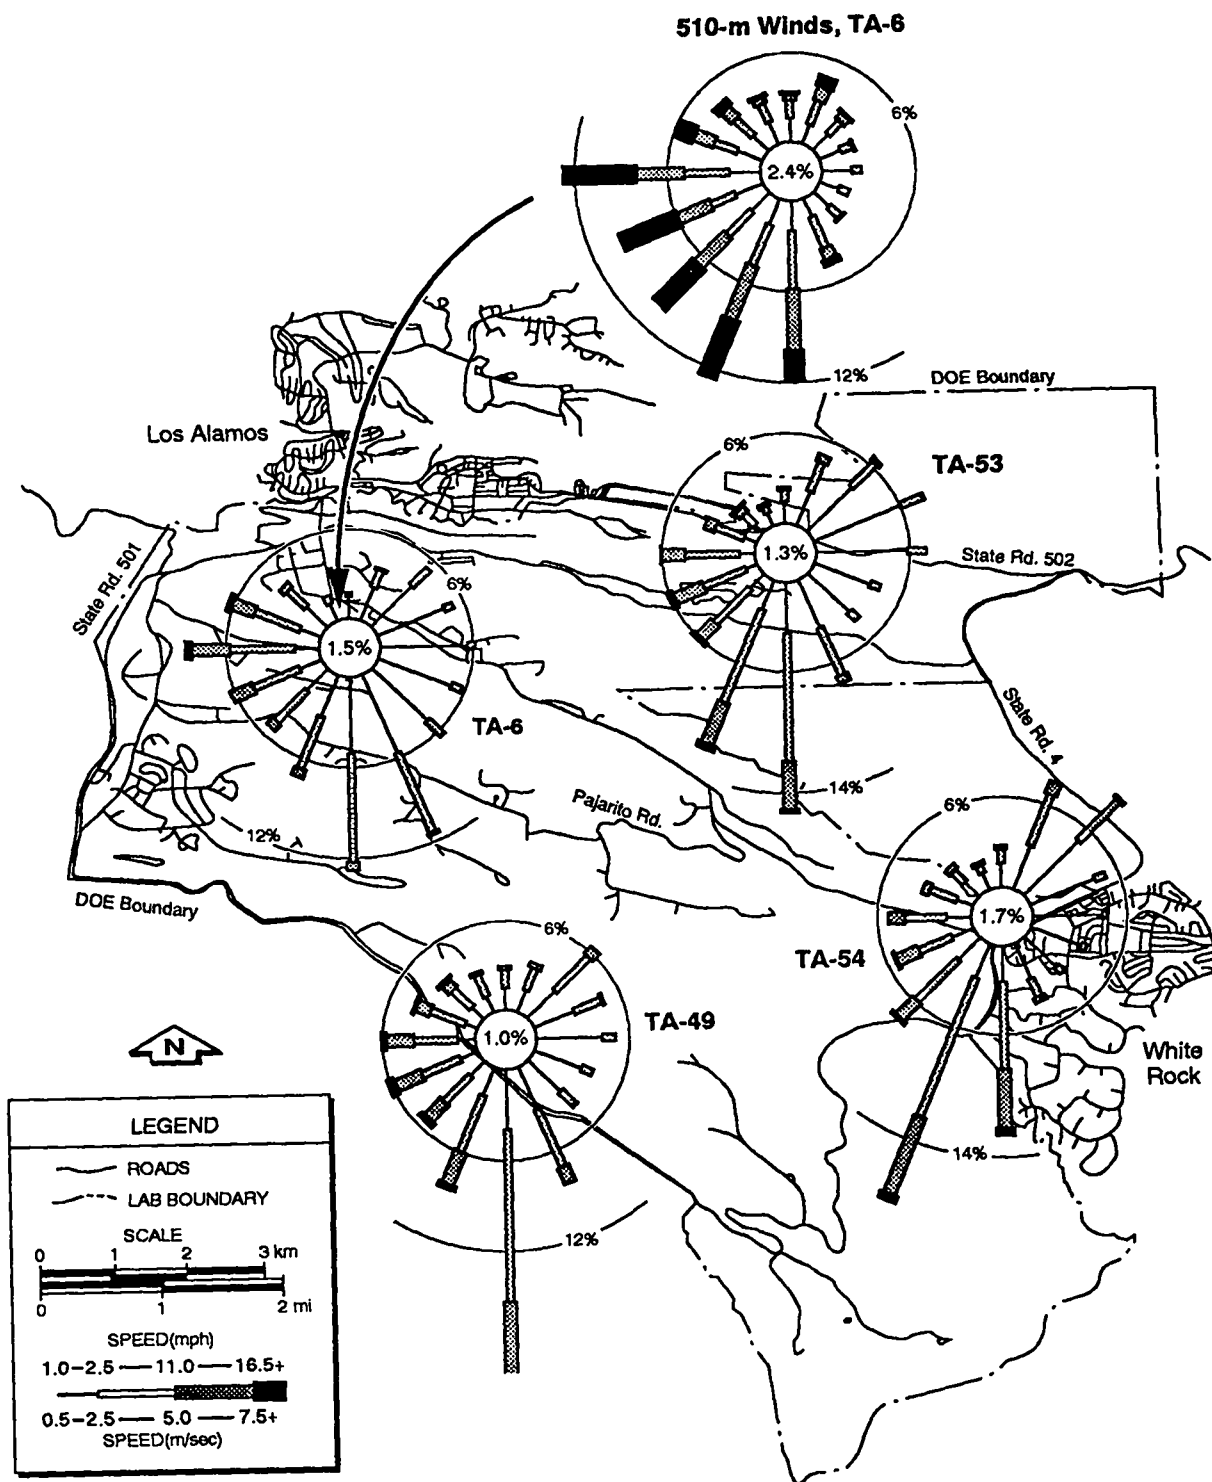 510-m Winds, TA-6
6%
2.4%
12%
DOE Boundary
Los Alamos
6%
TA-53
1.3%
State Rd. 502
State Rd. 501
6%
1.5%
TA-6
State Rd. 4
14%
Pajarito Rd.
12%
6%
DOE Boundary
1.7%
TA-54
6%
TA-49
1.0%
White
Rock
14%
12%
N
LEGEND
ROADS
LAB BOUNDARY
SCALE
0 1 2 3 km
0 1 2 mi
SPEED(mph)
1.0-2.5 — 11.0 — 16.5+
0.5-2.5 — 5.0 — 7.5+
SPEED(m/sec)